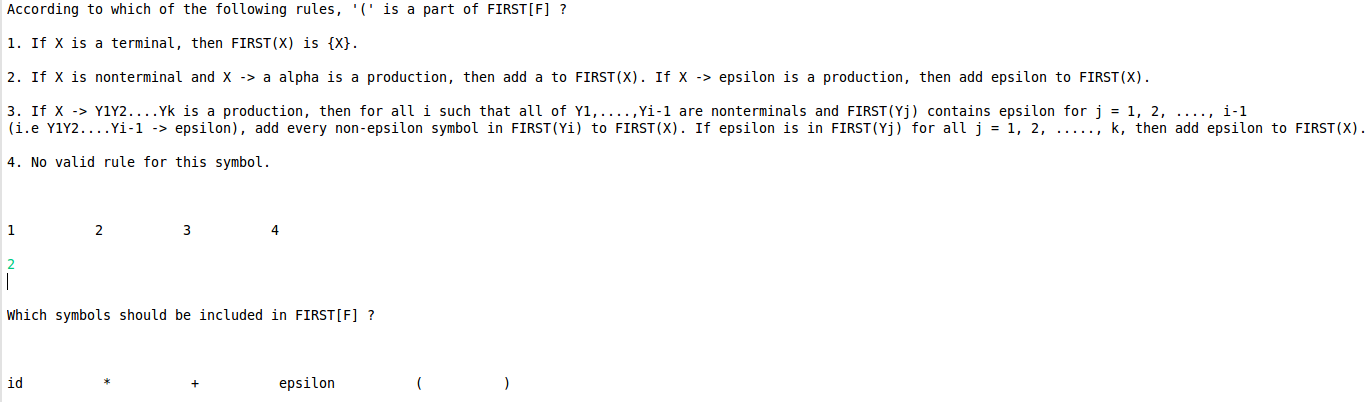 According to which of the following rules, '(' is a part of FIRST[F] ?
1. If X is a terminal, then FIRST(X) is {X}.
2. If X is nonterminal and X -> a alpha is a production, then add a to FIRST(X). If X -> epsilon is a production, then add epsilon to FIRST(X).
3. If X -> Y1Y2....Yk is a production, then for all i such that all of Y1,....,Yi-1 are nonterminals and FIRST(Yj) contains epsilon for j = 1, 2, ...., i-1
(i.e Y1Y2....Yi-1 -> epsilon), add every non-epsilon symbol in FIRST(Yi) to FIRST(X). If epsilon is in FIRST(Yj) for all j = 1, 2, ....., k, then add epsilon to FIRST(X).
4. No valid rule for this symbol.
1 2 3 4
2
Which symbols should be included in FIRST[F] ?
id * + epsilon ( )